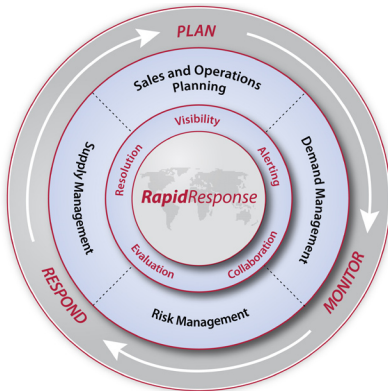 PLAN
Sales and Operations
Planning
Visibility
Supply Management
Resolution
Alerting
Demand Management
RapidResponse
Evaluation
Collaboration
RESPOND
MONITOR
Risk Management